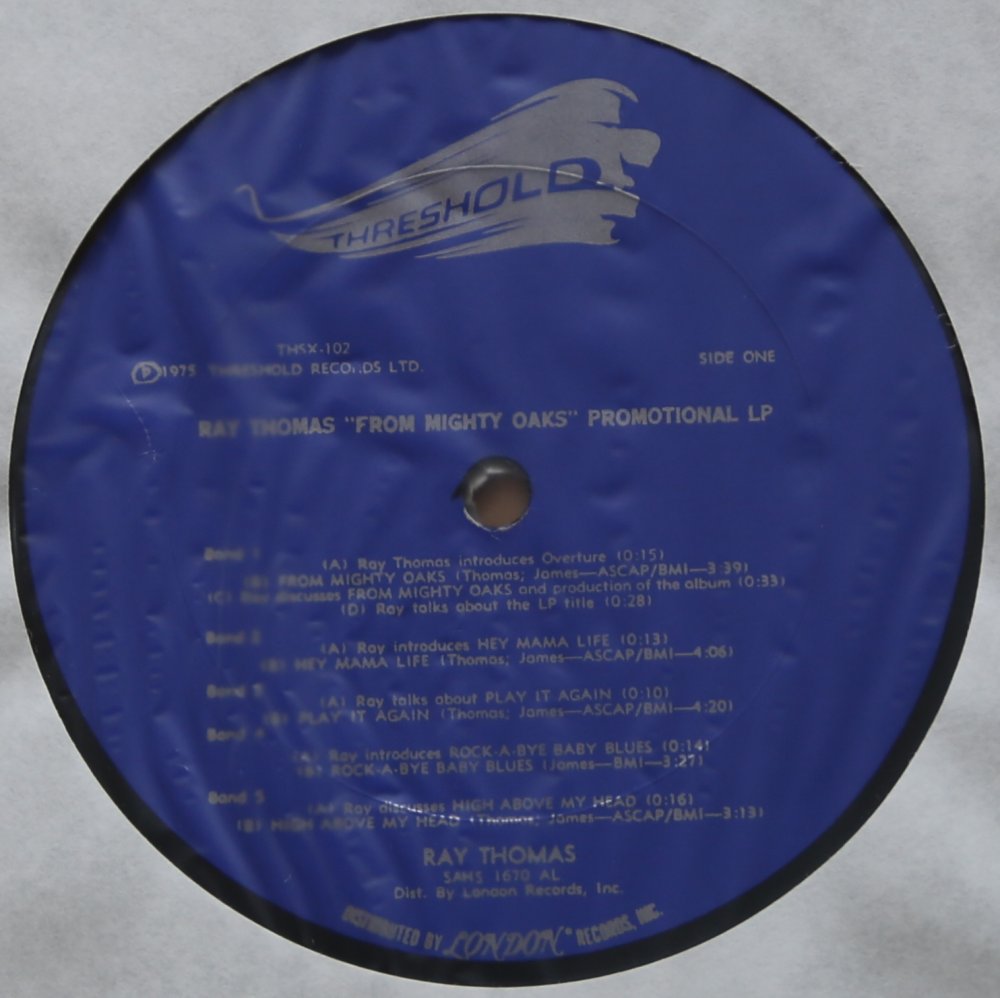 THRESHOLD
THSX-102
Ⓟ1975 THRESHOLD RECORDS LTD.
SIDE ONE
RAY THOMAS "FROM MIGHTY OAKS" PROMOTIONAL LP
Band 1
(A) Ray Thomas introduces Overture (0:15)
(B) FROM MIGHTY OAKS (Thomas; James—ASCAP/BMI—3:39)
(C) Ray discusses FROM MIGHTY OAKS and production of the album (0:33)
(D) Ray talks about the LP title (0:28)
Band 2
(A) Ray introduces HEY MAMA LIFE (0:13)
(B) HEY MAMA LIFE (Thomas; James—ASCAP/BMI—4:06)
Band 3
(A) Ray talks about PLAY IT AGAIN (0:10)
(B) PLAY IT AGAIN (Thomas; James—ASCAP/BMI—4:20)
Band 4
(A) Ray introduces ROCK-A-BYE BABY BLUES (0:14)
(B) ROCK-A-BYE BABY BLUES (James—BMI—3:27)
Band 5
(A) Ray discusses HIGH ABOVE MY HEAD (0:16)
(B) HIGH ABOVE MY HEAD (Thomas; James—ASCAP/BMI—3:13)
RAY THOMAS
SAHS 1670 AL
Dist. By London Records, Inc.
DISTRIBUTED BY LONDON® RECORDS, INC.